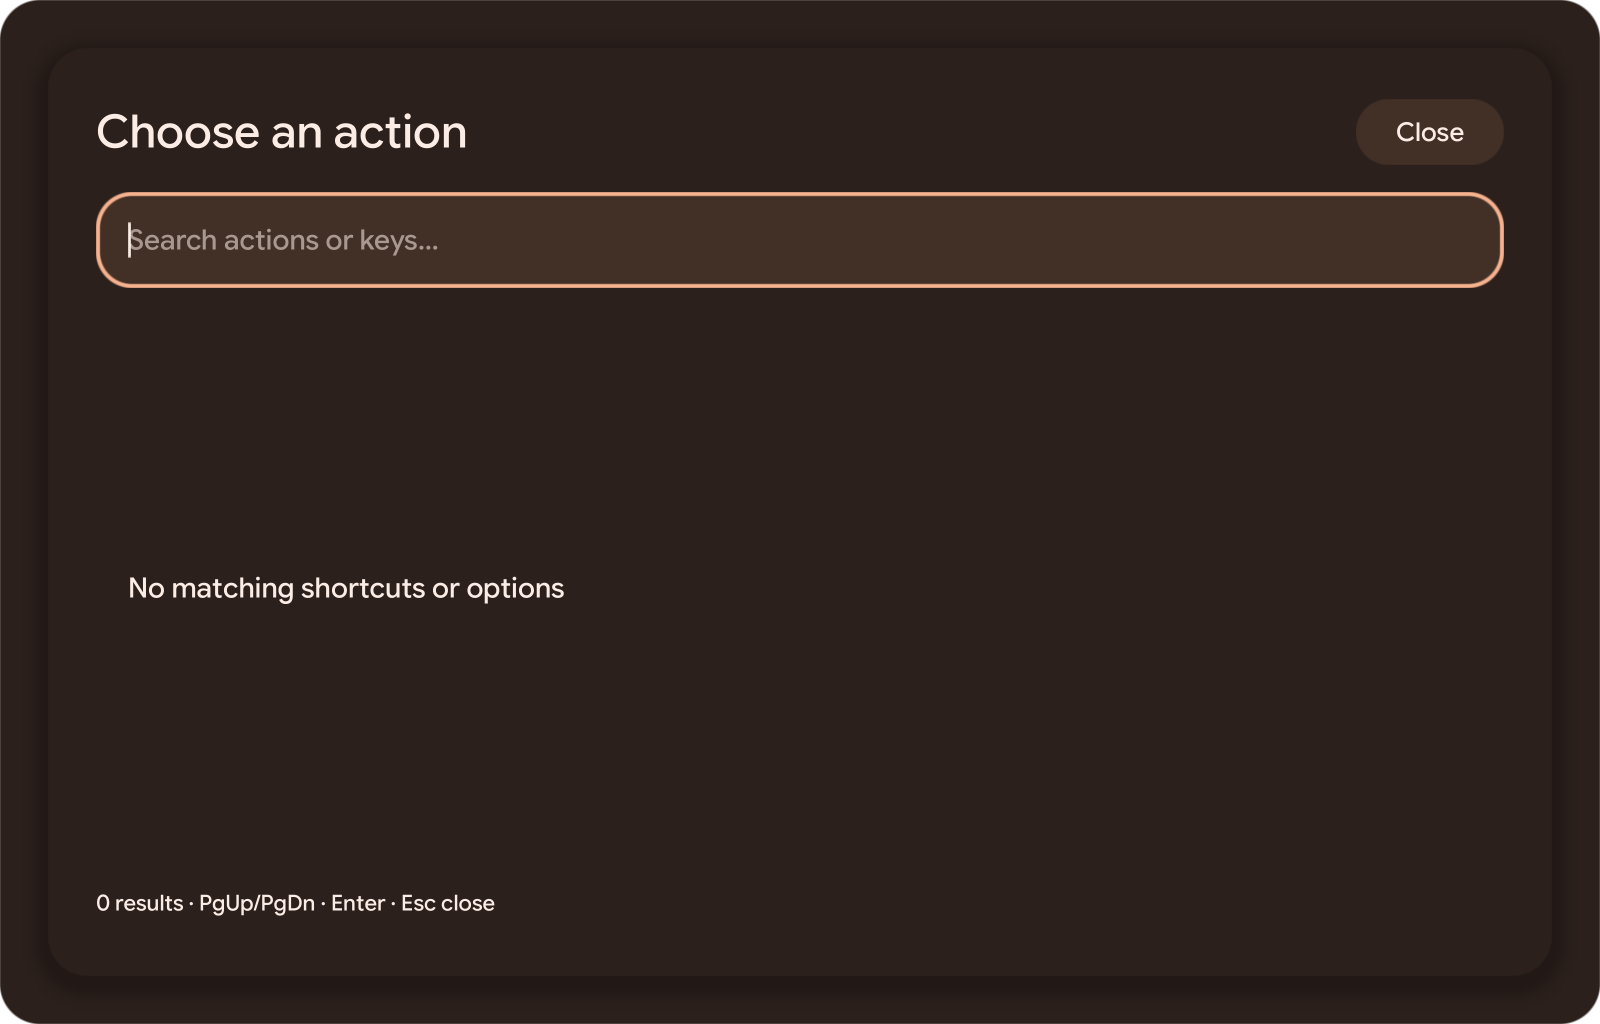 Choose an action
Close
Search actions or keys...
No matching shortcuts or options
0 results · PgUp/PgDn · Enter · Esc close